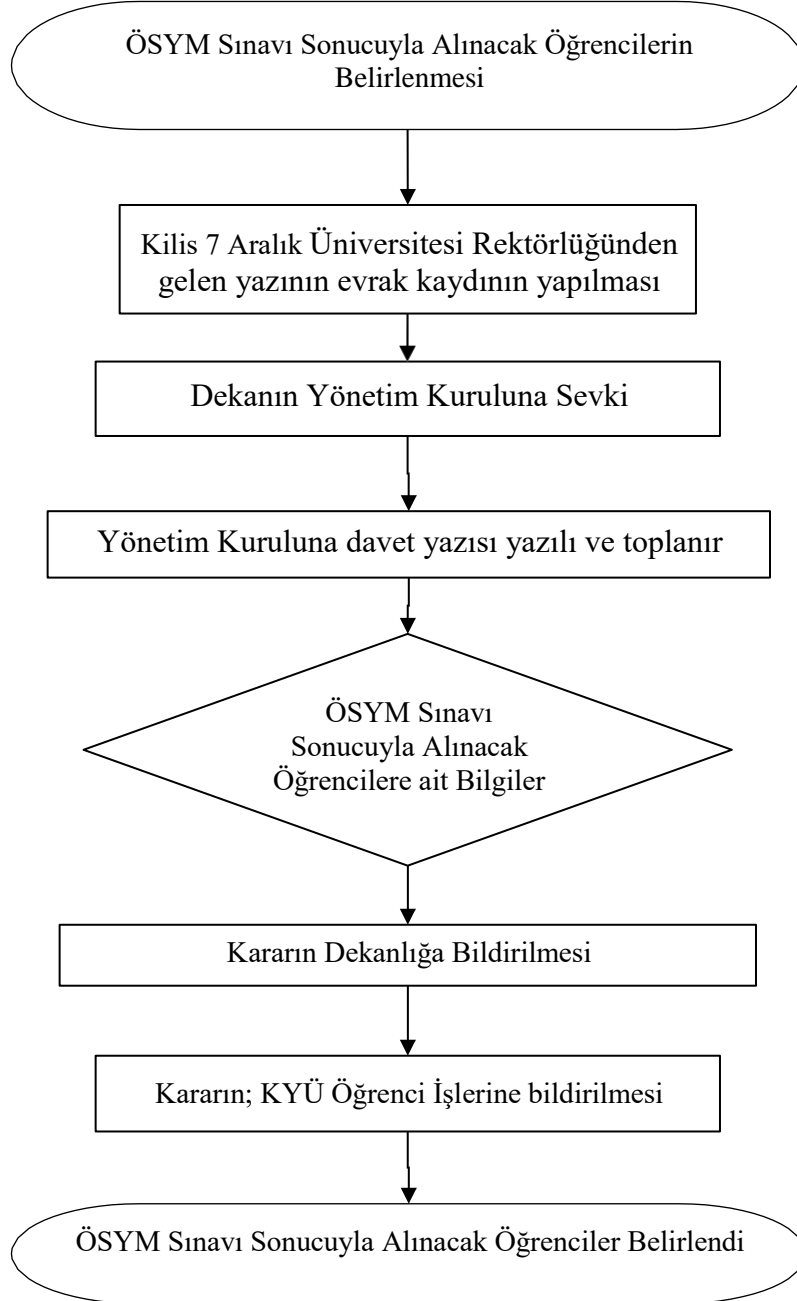 ÖSYM Sınavı Sonucuyla Alınacak Öğrencilerin
Belirlenmesi
Kilis 7 Aralık Üniversitesi Rektörlüğünden
gelen yazının evrak kaydının yapılması
Dekanın Yönetim Kuruluna Sevki
Yönetim Kuruluna davet yazısı yazılı ve toplanır
ÖSYM Sınavı
Sonucuyla Alınacak
Öğrencilere ait Bilgiler
Kararın Dekanlığa Bildirilmesi
Kararın; KYÜ Öğrenci İşlerine bildirilmesi
ÖSYM Sınavı Sonucuyla Alınacak Öğrenciler Belirlendi